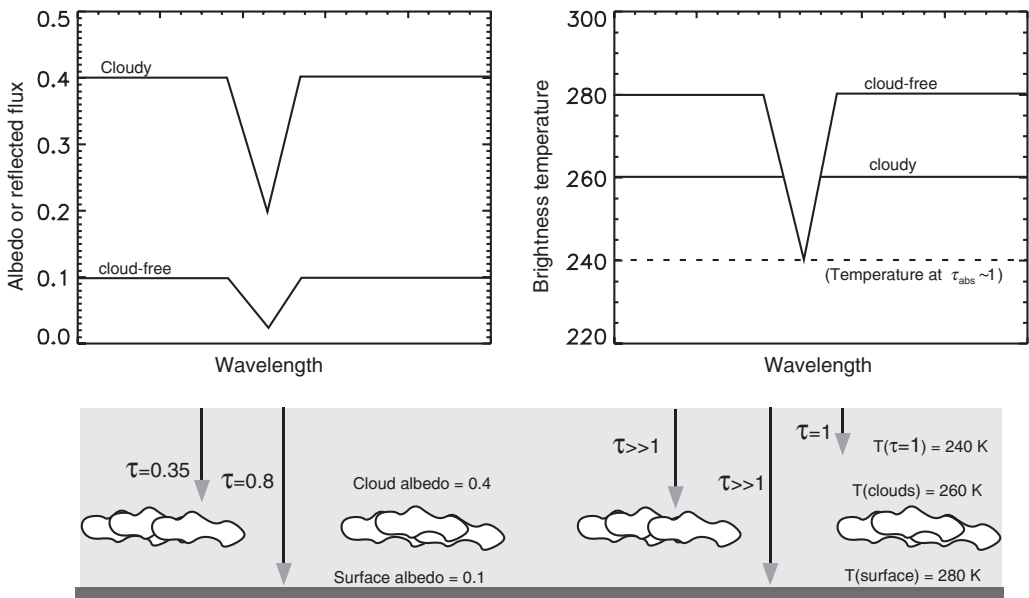 Albedo or reflected flux
0.5
0.4
0.3
0.2
0.1
0.0
Cloudy
cloud-free
Wavelength
Brightness temperature
300
280
260
240
220
cloud-free
cloudy
(Temperature at τabs ~1)
Wavelength
τ=0.35
τ=0.8
Cloud albedo = 0.4
Surface albedo = 0.1
τ>>1
τ>>1
τ=1
T(τ=1) = 240 K
T(clouds) = 260 K
T(surface) = 280 K